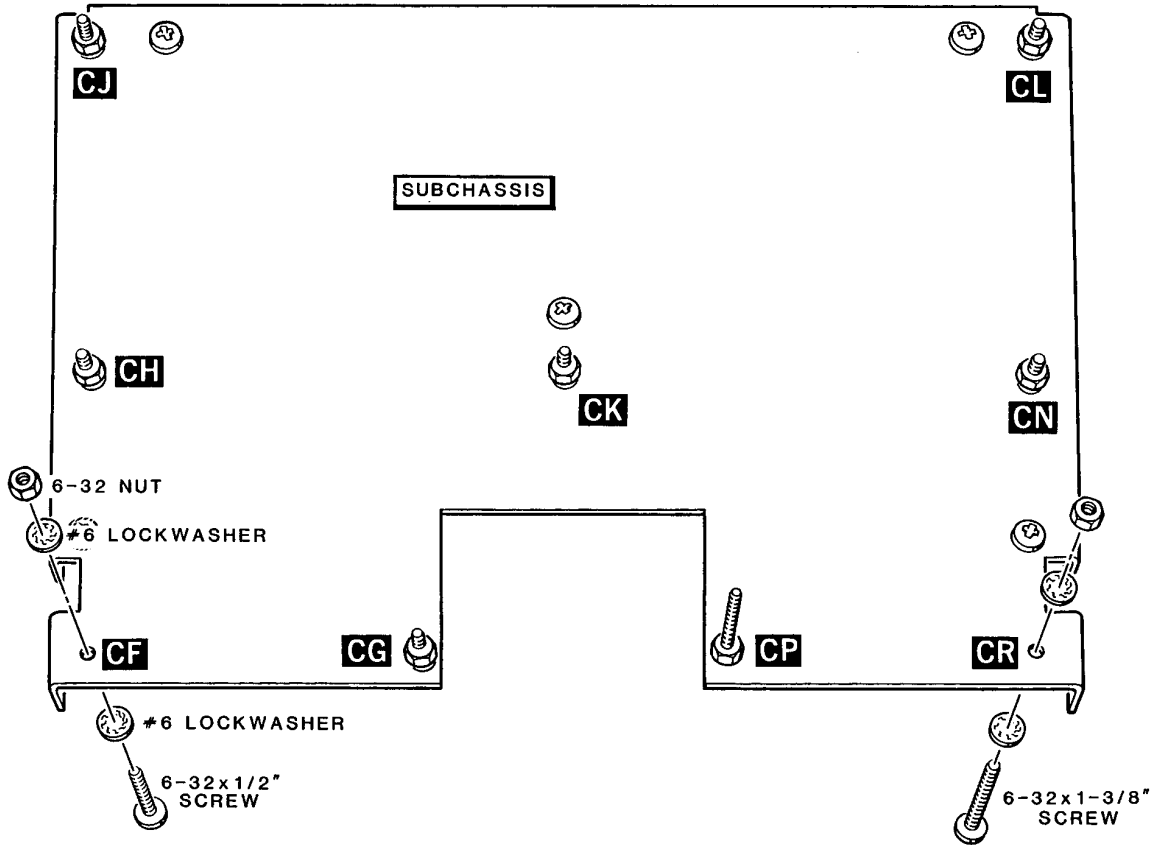 CJ
CL
SUBCHASSIS
CH
CK
CN
6-32 NUT
#6 LOCKWASHER
CF
CG
CP
CR
#6 LOCKWASHER
6-32x1/2"
SCREW
6-32x1-3/8"
SCREW